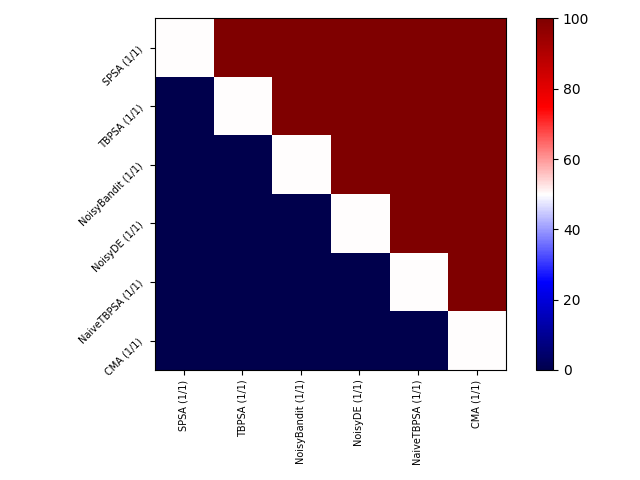 SPSA (1/1)
TBPSA (1/1)
NoisyBandit (1/1)
NoisyDE (1/1)
NaiveTBPSA (1/1)
CMA (1/1)
SPSA (1/1)
TBPSA (1/1)
NoisyBandit (1/1)
NoisyDE (1/1)
NaiveTBPSA (1/1)
CMA (1/1)
100
80
60
40
20
0